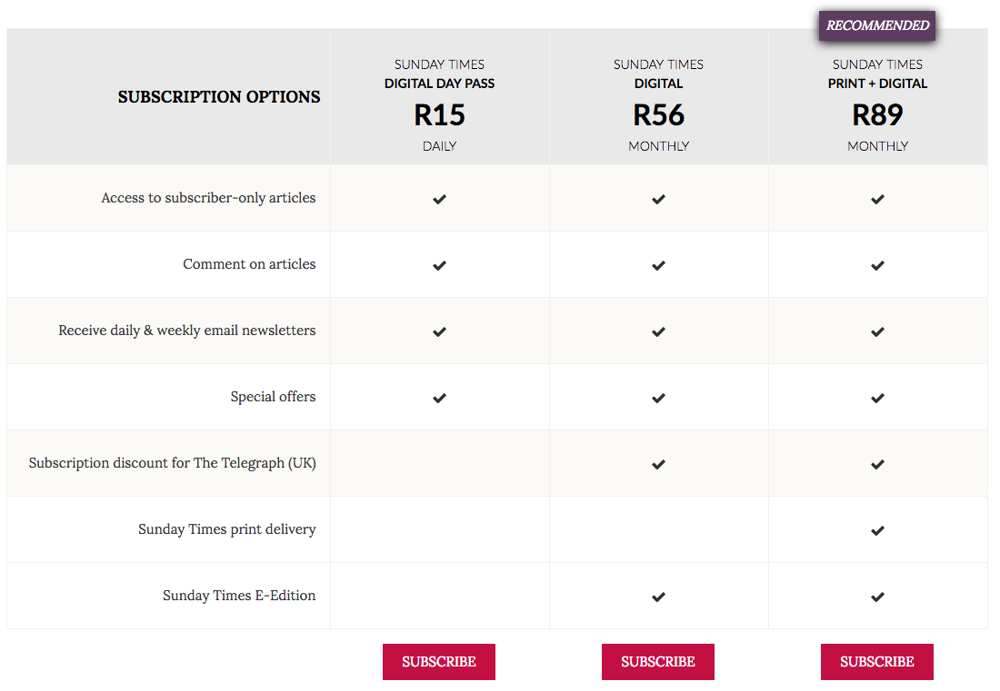 RECOMMENDED
SUBSCRIPTION OPTIONS
SUNDAY TIMES
DIGITAL DAY PASS
R15
DAILY
SUNDAY TIMES
DIGITAL
R56
MONTHLY
SUNDAY TIMES
PRINT + DIGITAL
R89
MONTHLY
Access to subscriber-only articles
Comment on articles
Receive daily & weekly email newsletters
Special offers
Subscription discount for The Telegraph (UK)
Sunday Times print delivery
Sunday Times E-Edition
SUBSCRIBE
SUBSCRIBE
SUBSCRIBE